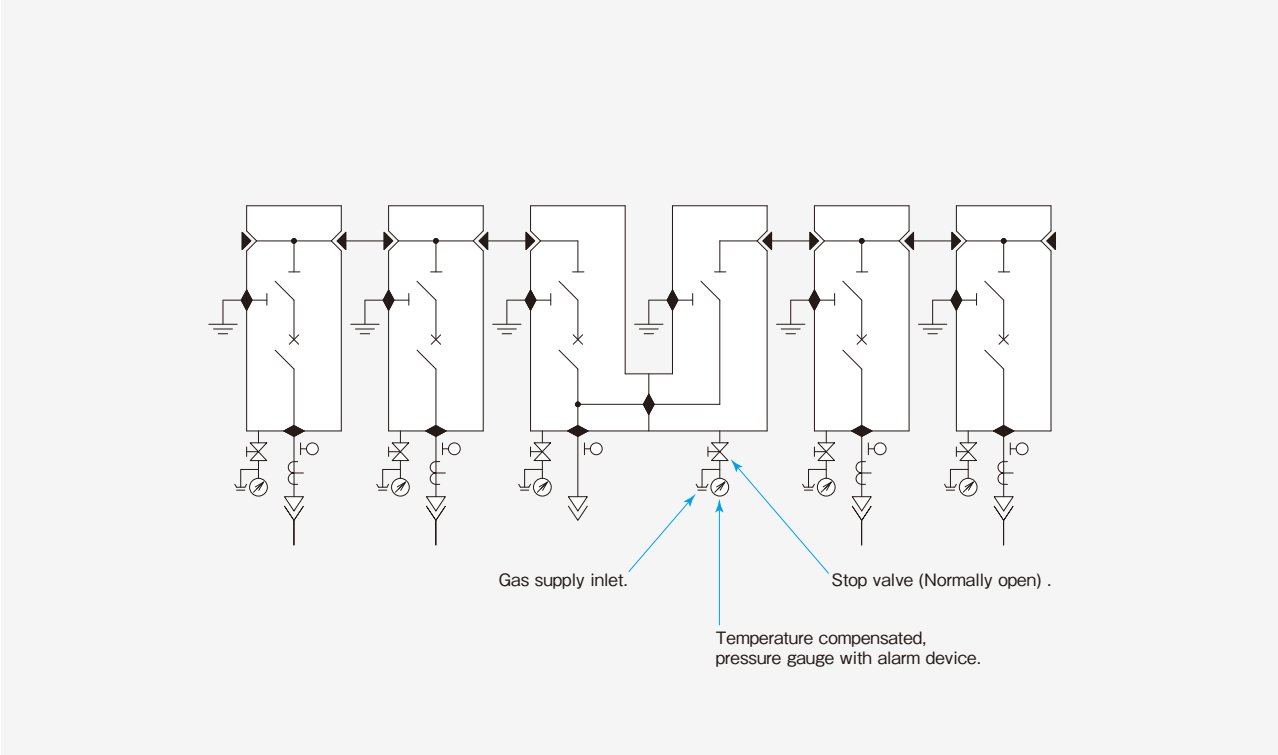 Gas supply inlet.
Stop valve (Normally open) .
Temperature compensated,
pressure gauge with alarm device.